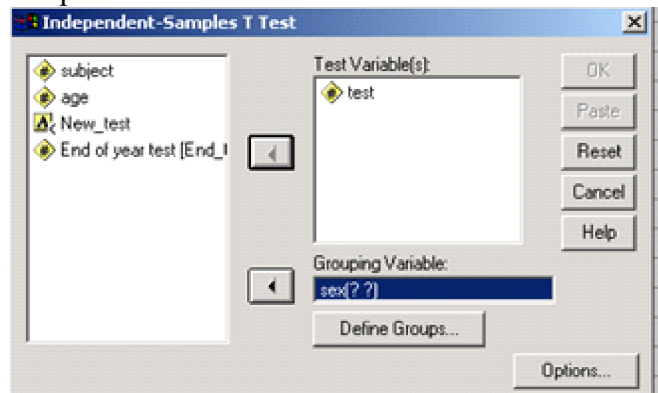 Independent-Samples T Test
subject
age
New_test
End of year test [End_
Test Variable(s):
test
OK
Paste
Reset
Cancel
Help
Grouping Variable:
sex(? ?)
Define Groups...
Options...